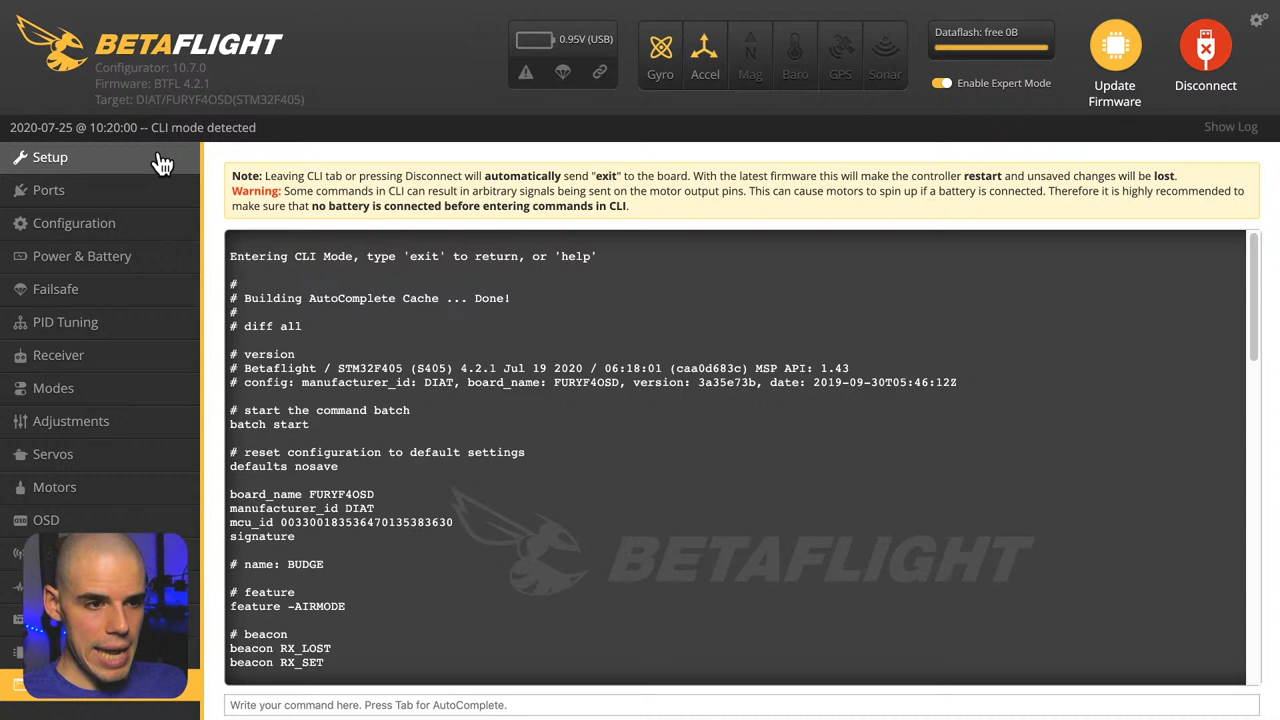 BETAFLIGHT
Configurator: 10.7.0
Firmware: BTFL 4.2.1
Target: DIAT/FURYF4OSD(STM32F405)
0.95V (USB)
Gyro
Accel
Mag
Baro
GPS
Sonar
Dataflash: free 0B
Enable Expert Mode
Update
Firmware
Disconnect
2020-07-25 @ 10:20:00 -- CLI mode detected
Show Log
Setup
Ports
Configuration
Power & Battery
Failsafe
PID Tuning
Receiver
Modes
Adjustments
Servos
Motors
OSD
Note: Leaving CLI tab or pressing Disconnect will automatically send "exit" to the board. With the latest firmware this will make the controller restart and unsaved changes will be lost.
Warning: Some commands in CLI can result in arbitrary signals being sent on the motor output pins. This can cause motors to spin up if a battery is connected. Therefore it is highly recommended to
make sure that no battery is connected before entering commands in CLI.
Entering CLI Mode, type 'exit' to return, or 'help'
#
# Building AutoComplete Cache ... Done!
#
# diff all
# version
# Betaflight / STM32F405 (S405) 4.2.1 Jul 19 2020 / 06:18:01 (caa0d683c) MSP API: 1.43
# config: manufacturer_id: DIAT, board_name: FURYF4OSD, version: 3a35e73b, date: 2019-09-30T05:46:12Z
# start the command batch
batch start
# reset configuration to default settings
defaults nosave
board_name FURYF4OSD
manufacturer_id DIAT
mcu_id 003300183536470135383630
signature
# name: BUDGE
# feature
feature -AIRMODE
# beacon
beacon RX_LOST
beacon RX_SET
BETAFLIGHT
Write your command here. Press Tab for AutoComplete.